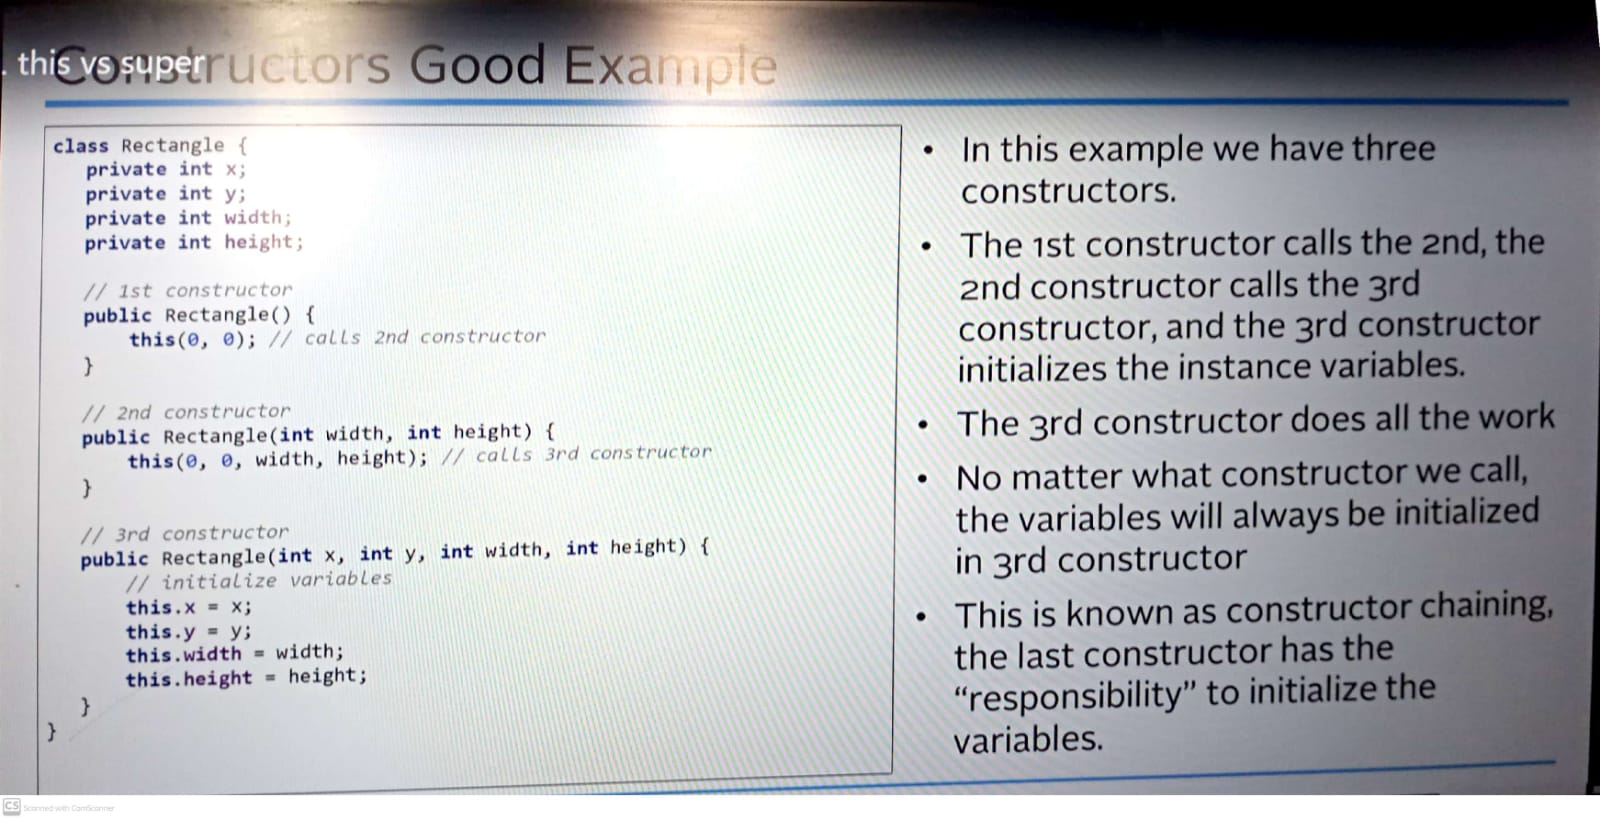 . this vs super
Constructors Good Example
class Rectangle {
private int x;
private int y;
private int width;
private int height;
// 1st constructor
public Rectangle() {
this(0, 0); // calls 2nd constructor
}
// 2nd constructor
public Rectangle(int width, int height) {
this(0, 0, width, height); // calls 3rd constructor
}
// 3rd constructor
public Rectangle(int x, int y, int width, int height) {
// initialize variables
this.x = x;
this.y = y;
this.width = width;
this.height = height;
}
}
• In this example we have three
constructors.
• The 1st constructor calls the 2nd, the
2nd constructor calls the 3rd
constructor, and the 3rd constructor
initializes the instance variables.
• The 3rd constructor does all the work
• No matter what constructor we call,
the variables will always be initialized
in 3rd constructor
• This is known as constructor chaining,
the last constructor has the
“responsibility” to initialize the
variables.
CS Scanned with CamScanner